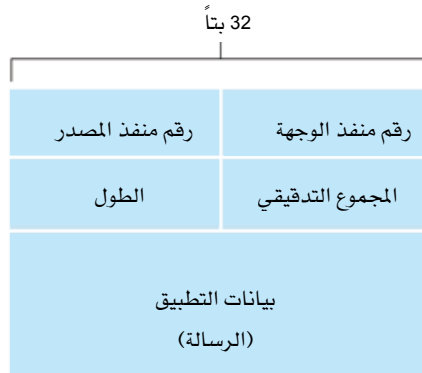 32 بتاً
رقم منفذ المصدر
رقم منفذ الوجهة
الطول
المجموع التدقيقي
بيانات التطبيق
(الرسالة)